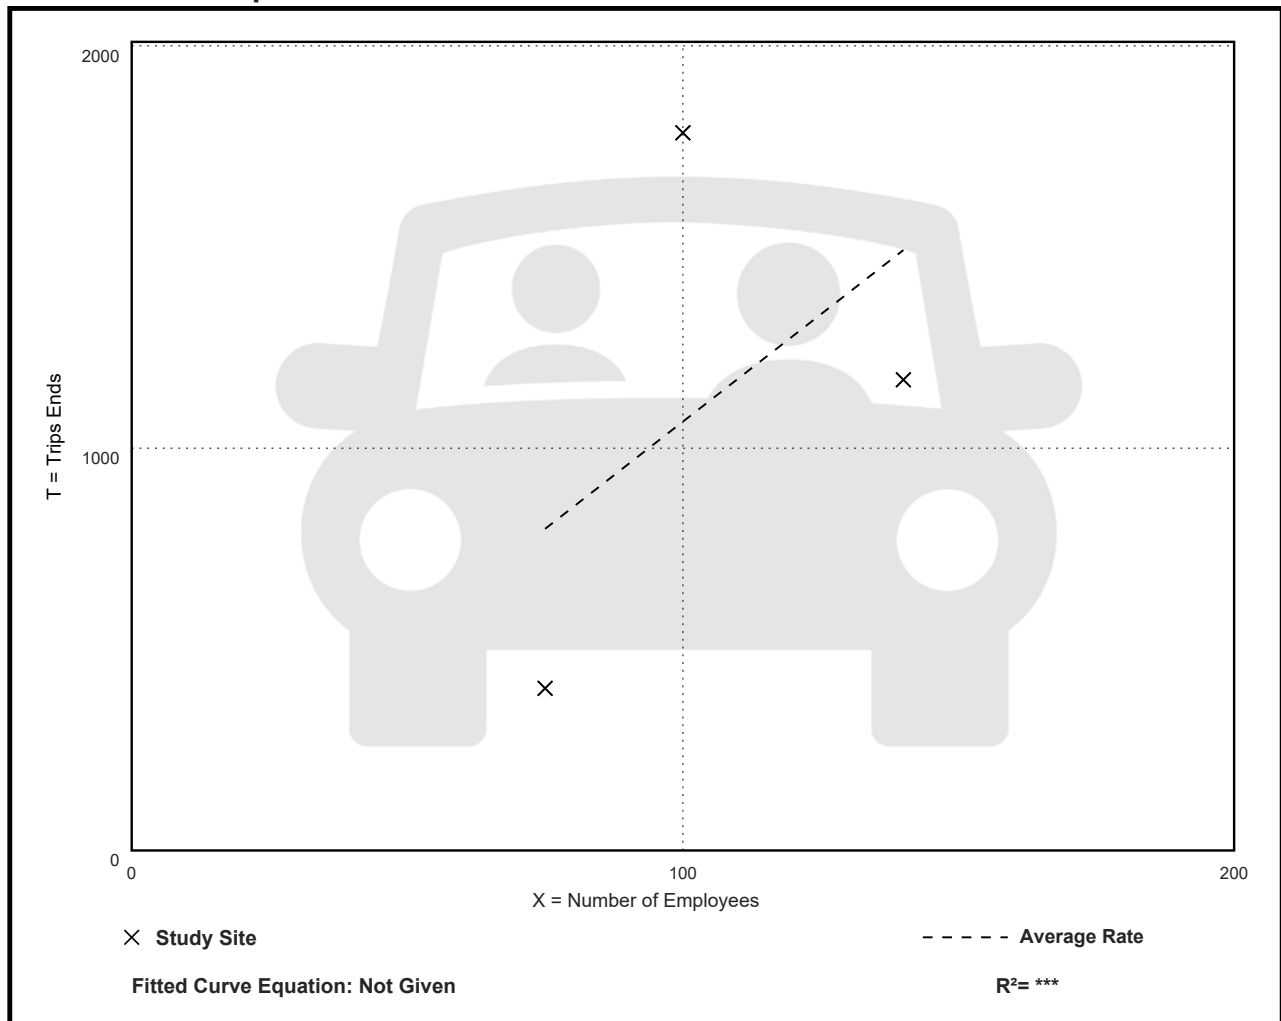 2000
1000
0
T = Trips Ends
0
100
200
X = Number of Employees
Study Site
Average Rate
Fitted Curve Equation: Not Given
R²= ***